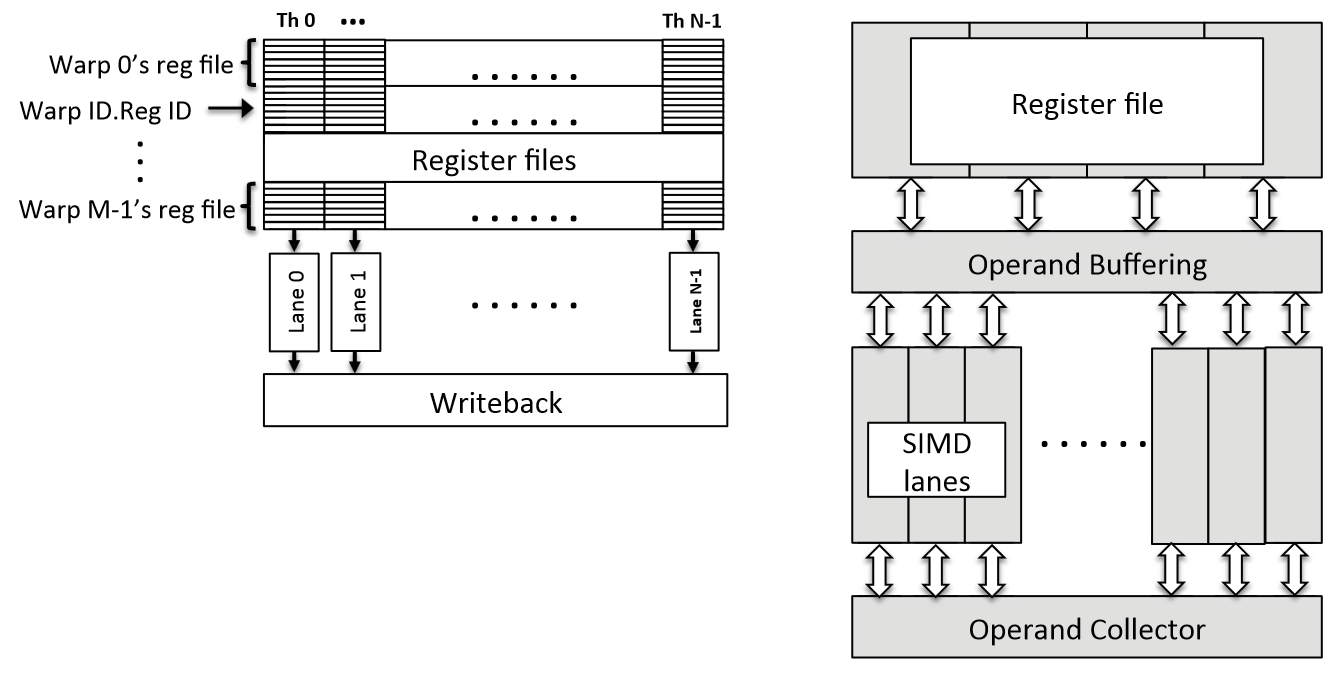 Th 0 ... Th N-1
Warp 0's reg file
Warp ID.Reg ID
Register files
Warp M-1's reg file
Lane 0
Lane 1
Lane N-1
Writeback
Register file
Operand Buffering
SIMD
lanes
Operand Collector